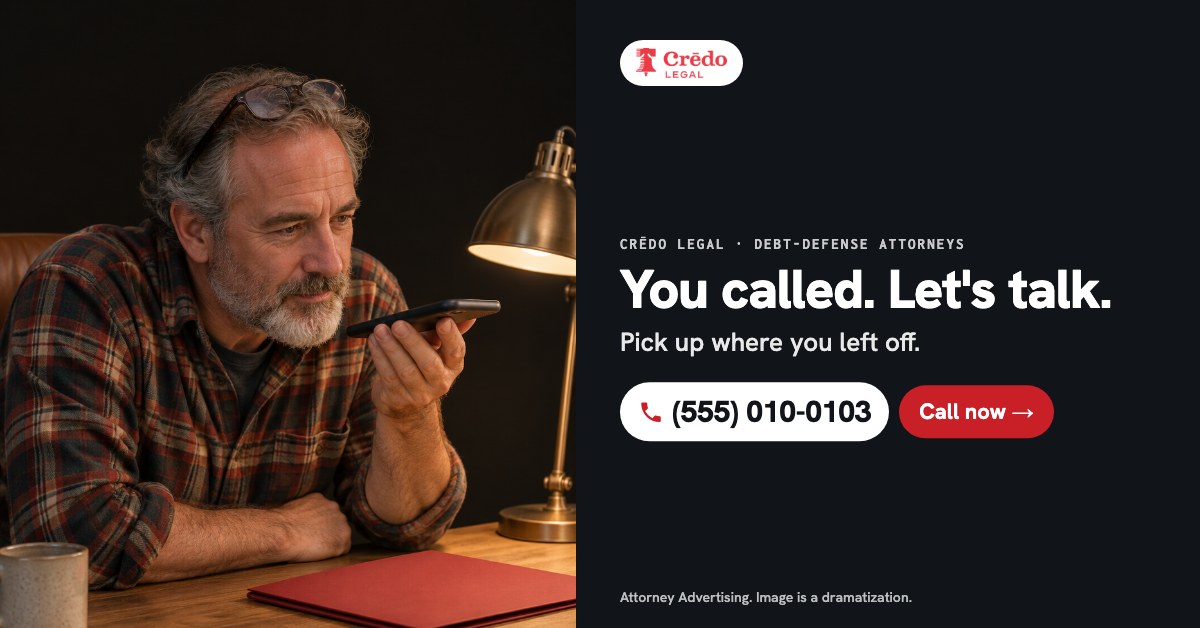 Crēdo
LEGAL
CRĒDO LEGAL · DEBT-DEFENSE ATTORNEYS
You called. Let's talk.
Pick up where you left off.
(555) 010-0103
Call now →
Attorney Advertising. Image is a dramatization.